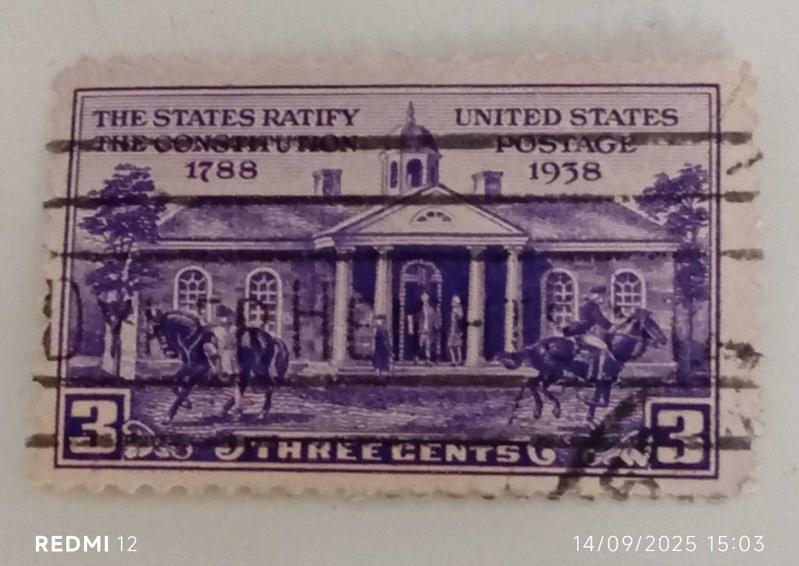 THE STATES RATIFY
THE CONSTITUTION
1788
UNITED STATES
POSTAGE
1938
3
THREE CENTS
3
REDMI 12
14/09/2025 15:03